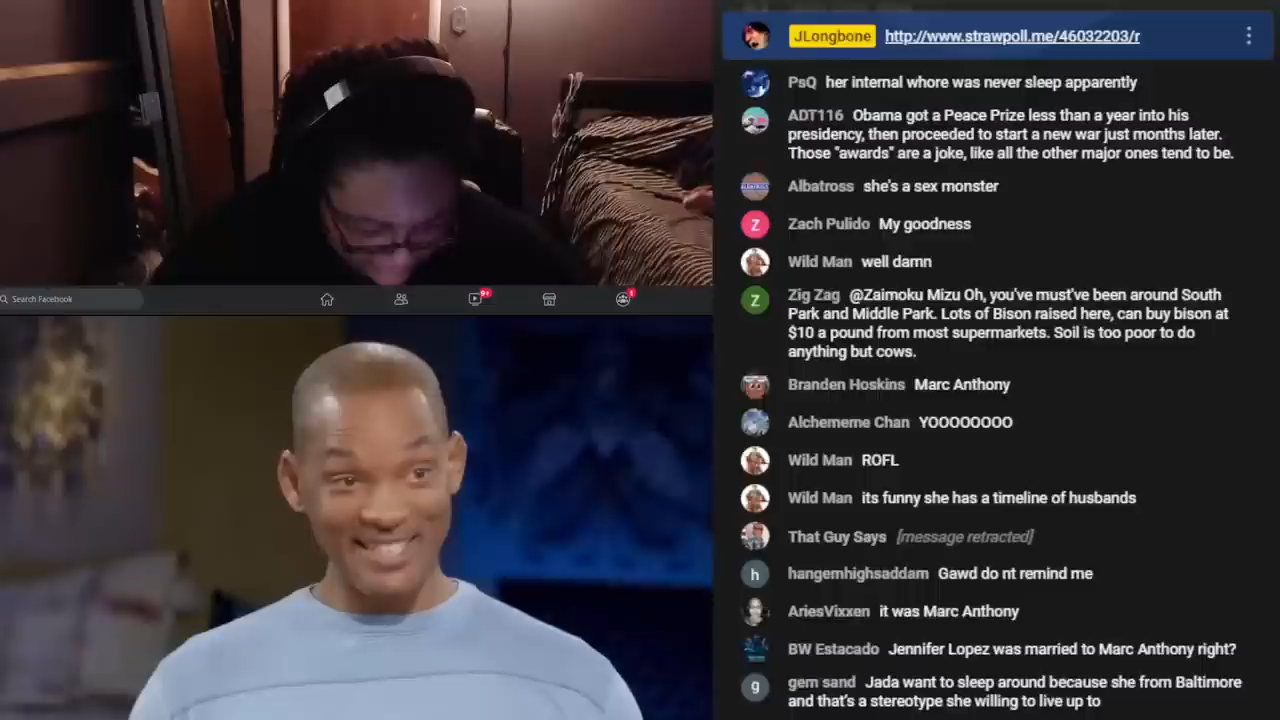 JLongbone http://www.strawpoll.me/46032203/r
PsQ her internal whore was never sleep apparently
ADT116 Obama got a Peace Prize less than a year into his
presidency, then proceeded to start a new war just months later.
Those "awards" are a joke, like all the other major ones tend to be.
Albatross she's a sex monster
Z
Zach Pulido My goodness
Wild Man well damn
Z
Zig Zag @Zaimoku Mizu Oh, you've must've been around South
Park and Middle Park. Lots of Bison raised here, can buy bison at
$10 a pound from most supermarkets. Soil is too poor to do
anything but cows.
Search Facebook
9+
1
Branden Hoskins Marc Anthony
Alchememe Chan YOOOOOOOO
Wild Man ROFL
Wild Man its funny she has a timeline of husbands
That Guy Says [message retracted]
h
hangemhighsaddam Gawd do nt remind me
AriesVixxen it was Marc Anthony
BW Estacado Jennifer Lopez was married to Marc Anthony right?
g
gem sand Jada want to sleep around because she from Baltimore
and that's a stereotype she willing to live up to